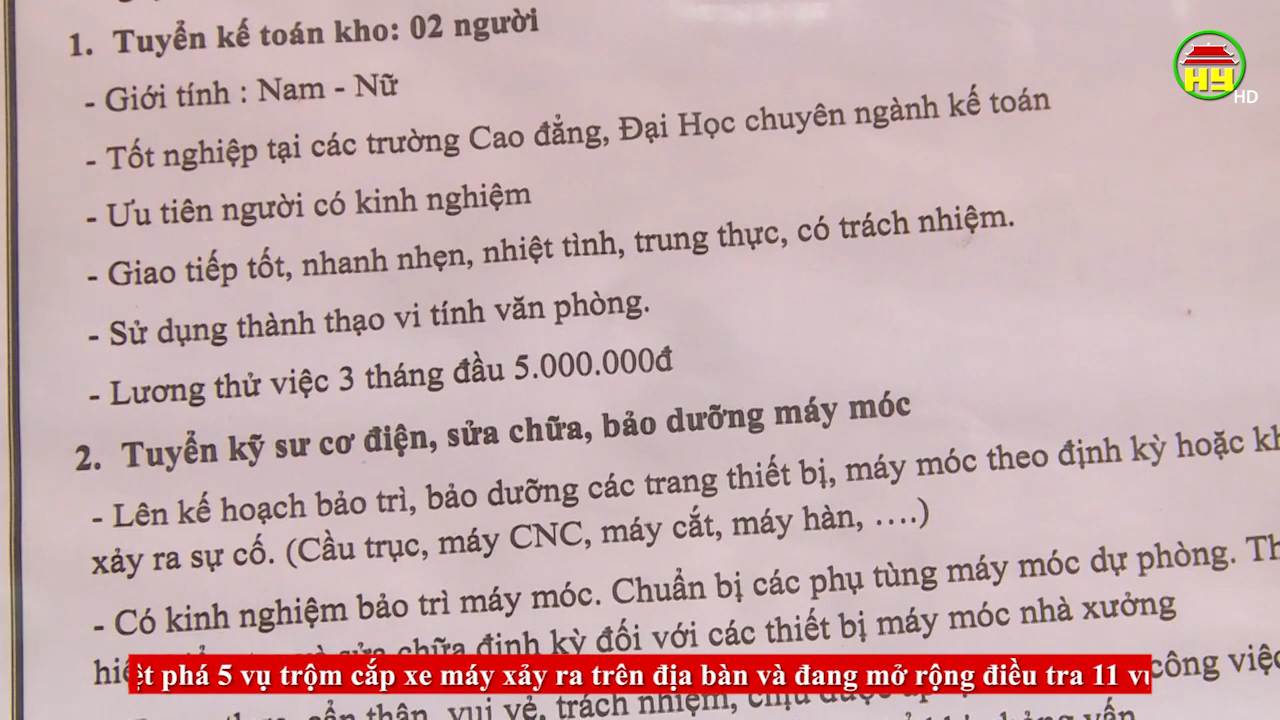 1. Tuyển kế toán kho: 02 người
- Giới tính : Nam - Nữ
- Tốt nghiệp tại các trường Cao đẳng, Đại Học chuyên ngành kế toán
- Ưu tiên người có kinh nghiệm
- Giao tiếp tốt, nhanh nhẹn, nhiệt tình, trung thực, có trách nhiệm.
- Sử dụng thành thạo vi tính văn phòng.
- Lương thử việc 3 tháng đầu 5.000.000đ
2. Tuyển kỹ sư cơ điện, sửa chữa, bảo dưỡng máy móc
- Lên kế hoạch bảo trì, bảo dưỡng các trang thiết bị, máy móc theo định kỳ hoặc kh
xảy ra sự cố. (Cầu trục, máy CNC, máy cắt, máy hàn, ....)
- Có kinh nghiệm bảo trì máy móc. Chuẩn bị các phụ tùng máy móc dự phòng. Th
sửa chữa định kỳ đối với các thiết bị máy móc nhà xưởng
công việc
cẩn thận, vui vẻ, trách nhiệm, chịu được
HY HD
phá 5 vụ trộm cắp xe máy xảy ra trên địa bàn và đang mở rộng điều tra 11 vụ